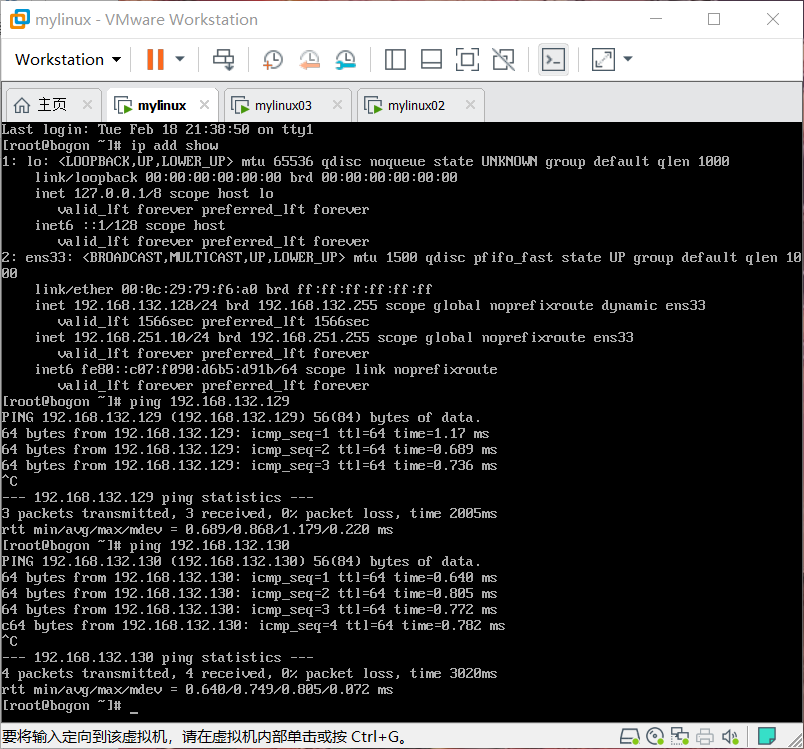 mylinux - VMware Workstation
Workstation
主页 mylinux mylinux03 mylinux02
Last login: Tue Feb 18 21:38:50 on tty1
[root@bogon ~]# ip add show
1: lo: <LOOPBACK,UP,LOWER_UP> mtu 65536 qdisc noqueue state UNKNOWN group default qlen 1000
    link/loopback 00:00:00:00:00:00 brd 00:00:00:00:00:00
    inet 127.0.0.1/8 scope host lo
       valid_lft forever preferred_lft forever
    inet6 ::1/128 scope host
       valid_lft forever preferred_lft forever
2: ens33: <BROADCAST,MULTICAST,UP,LOWER_UP> mtu 1500 qdisc pfifo_fast state UP group default qlen 10
00
    link/ether 00:0c:29:79:f6:a0 brd ff:ff:ff:ff:ff:ff
    inet 192.168.132.128/24 brd 192.168.132.255 scope global noprefixroute dynamic ens33
       valid_lft 1566sec preferred_lft 1566sec
    inet 192.168.251.10/24 brd 192.168.251.255 scope global noprefixroute ens33
       valid_lft forever preferred_lft forever
    inet6 fe80::c07:f090:d6b5:d91b/64 scope link noprefixroute
       valid_lft forever preferred_lft forever
[root@bogon ~]# ping 192.168.132.129
PING 192.168.132.129 (192.168.132.129) 56(84) bytes of data.
64 bytes from 192.168.132.129: icmp_seq=1 ttl=64 time=1.17 ms
64 bytes from 192.168.132.129: icmp_seq=2 ttl=64 time=0.689 ms
64 bytes from 192.168.132.129: icmp_seq=3 ttl=64 time=0.736 ms
^C
--- 192.168.132.129 ping statistics ---
3 packets transmitted, 3 received, 0% packet loss, time 2005ms
rtt min/avg/max/mdev = 0.689/0.868/1.179/0.220 ms
[root@bogon ~]# ping 192.168.132.130
PING 192.168.132.130 (192.168.132.130) 56(84) bytes of data.
64 bytes from 192.168.132.130: icmp_seq=1 ttl=64 time=0.640 ms
64 bytes from 192.168.132.130: icmp_seq=2 ttl=64 time=0.805 ms
64 bytes from 192.168.132.130: icmp_seq=3 ttl=64 time=0.772 ms
c64 bytes from 192.168.132.130: icmp_seq=4 ttl=64 time=0.782 ms
^C
--- 192.168.132.130 ping statistics ---
4 packets transmitted, 4 received, 0% packet loss, time 3020ms
rtt min/avg/max/mdev = 0.640/0.749/0.805/0.072 ms
[root@bogon ~]# _
要将输入定向到该虚拟机，请在虚拟机内部单击或按 Ctrl+G。